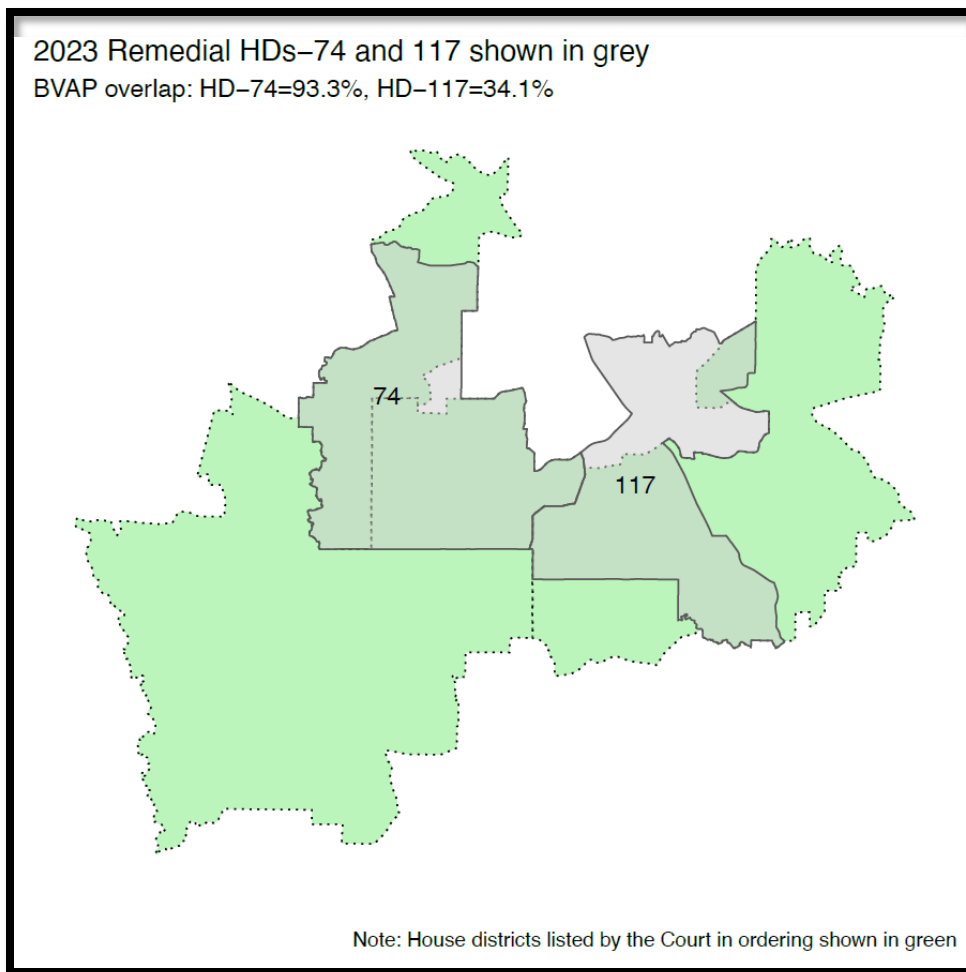 2023 Remedial HDs−74 and 117 shown in grey
BVAP overlap: HD−74=93.3%, HD−117=34.1%
74
117
Note: House districts listed by the Court in ordering shown in green